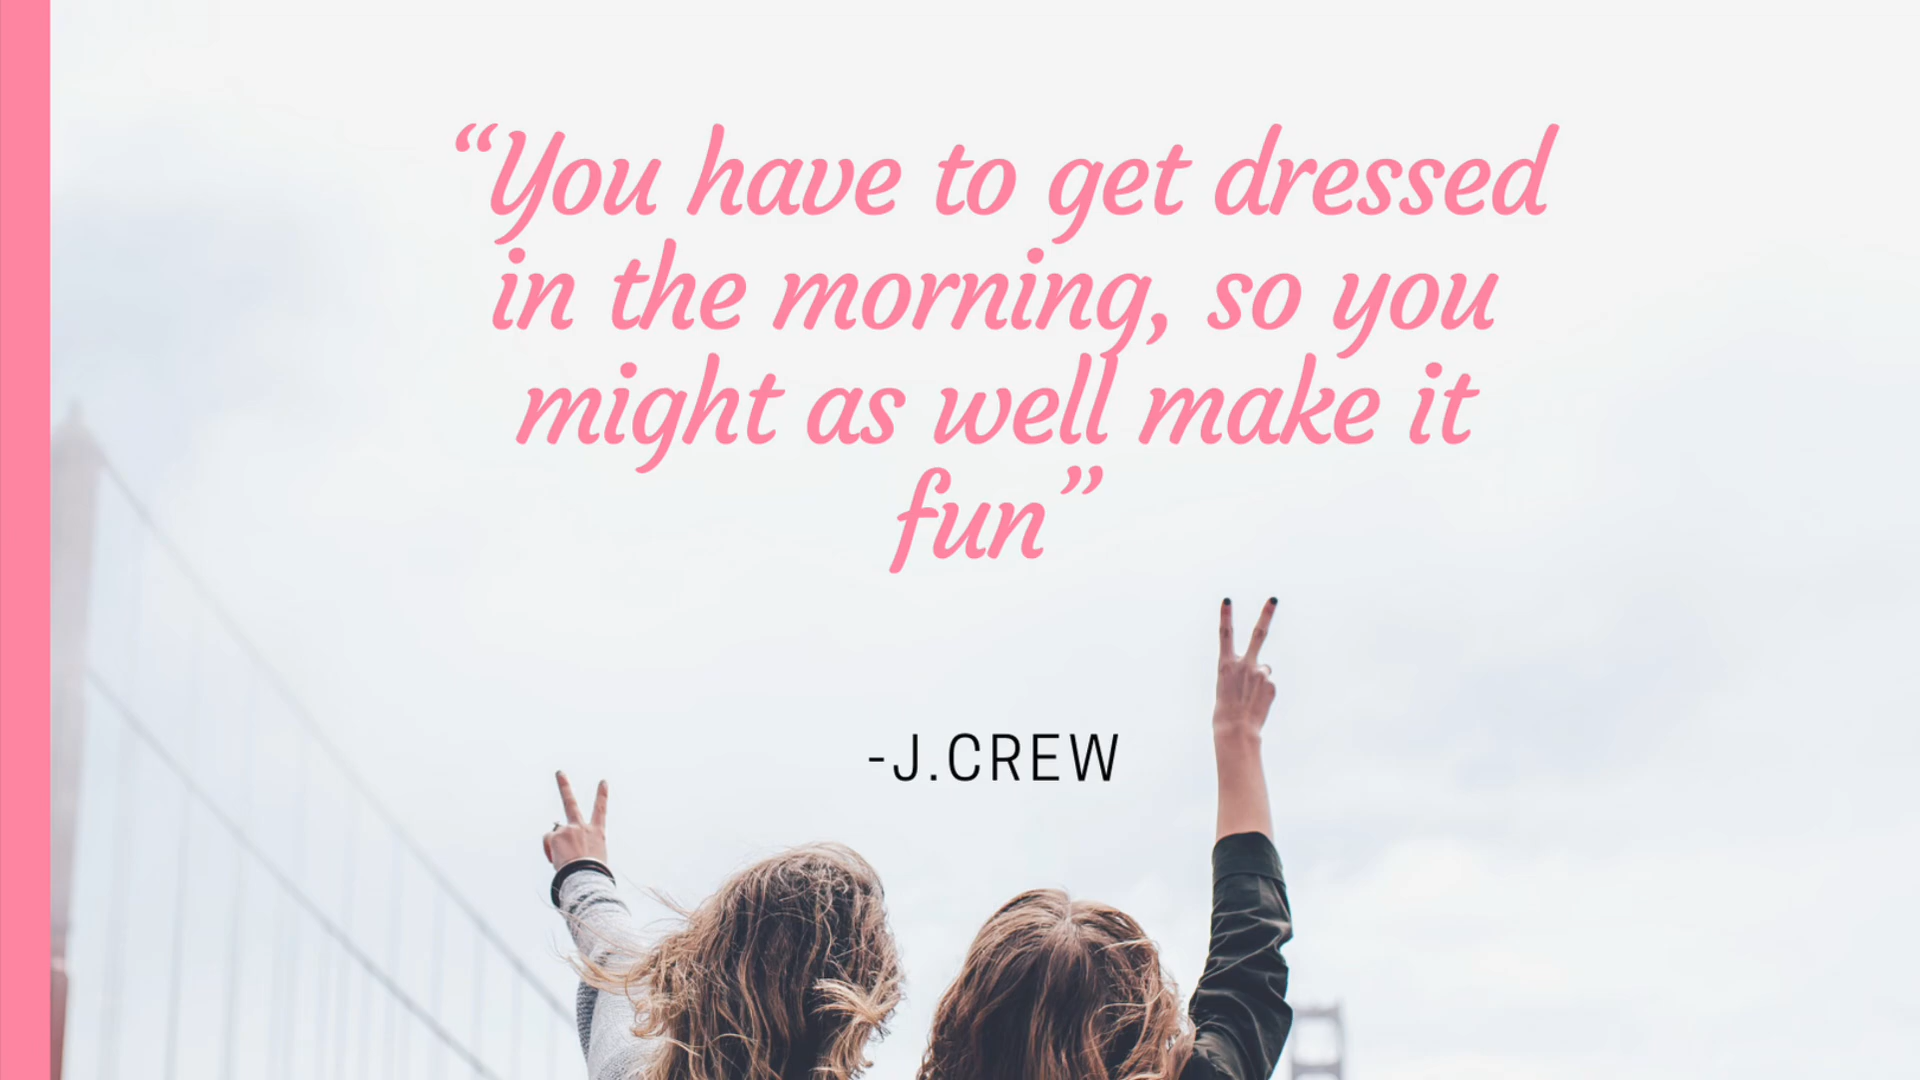 “You have to get dressed
in the morning, so you
might as well make it
fun”
-J.CREW